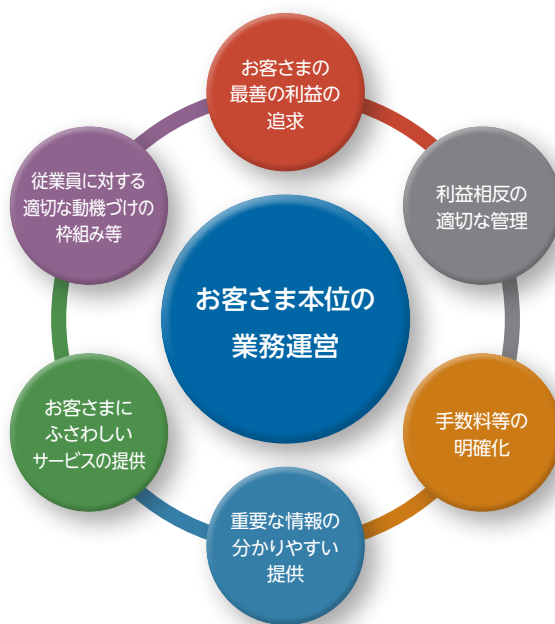 お客さまの
最善の利益の
追求
利益相反の
適切な管理
手数料等の
明確化
重要な情報の
分かりやすい
提供
お客さまに
ふさわしい
サービスの提供
従業員に対する
適切な動機づけの
枠組み等
お客さま本位の
業務運営